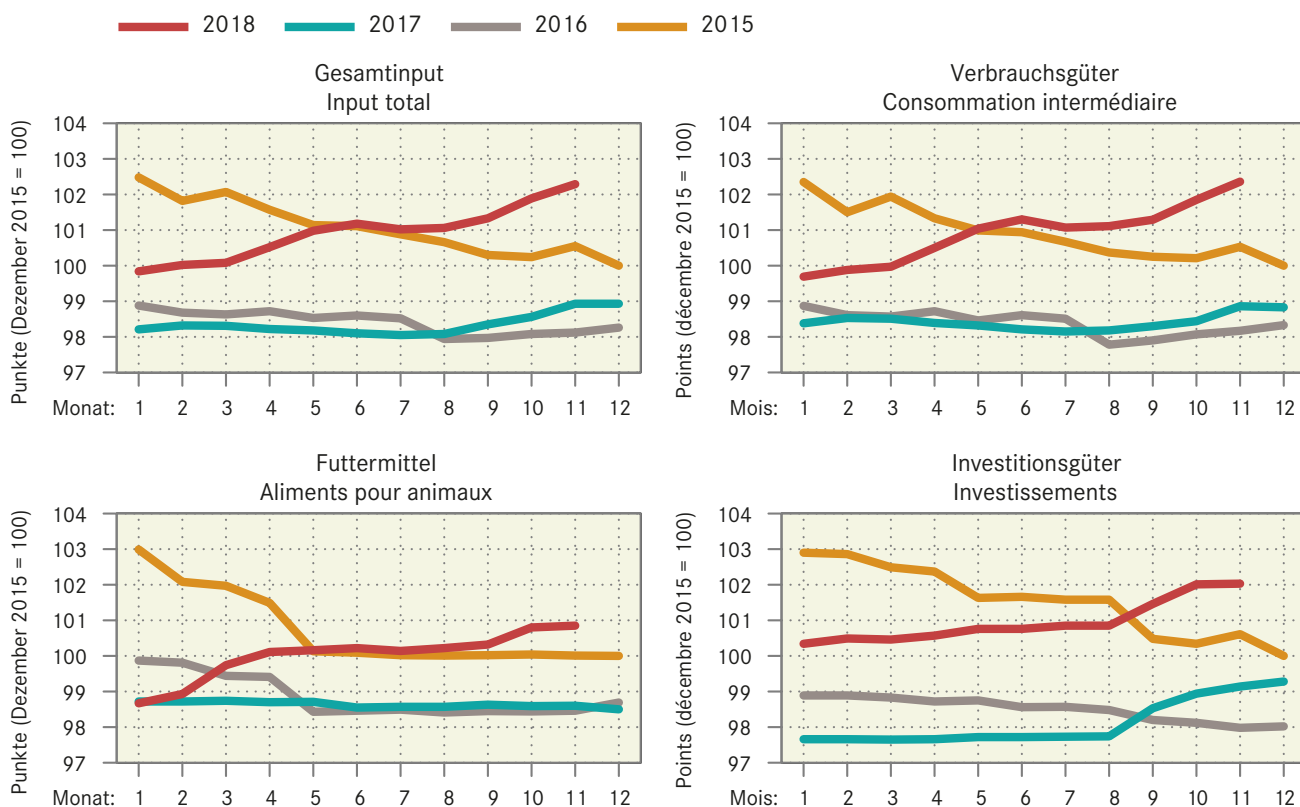 2018 2017 2016 2015
Gesamtinput
Input total
Punkte (Dezember 2015 = 100)
104
103
102
101
100
99
98
97
Monat: 1 2 3 4 5 6 7 8 9 10 11 12
Verbrauchsgüter
Consommation intermédiaire
Points (décembre 2015 = 100)
104
103
102
101
100
99
98
97
Mois: 1 2 3 4 5 6 7 8 9 10 11 12
Futtermittel
Aliments pour animaux
Punkte (Dezember 2015 = 100)
104
103
102
101
100
99
98
97
Monat: 1 2 3 4 5 6 7 8 9 10 11 12
Investitionsgüter
Investissements
Points (décembre 2015 = 100)
104
103
102
101
100
99
98
97
Mois: 1 2 3 4 5 6 7 8 9 10 11 12